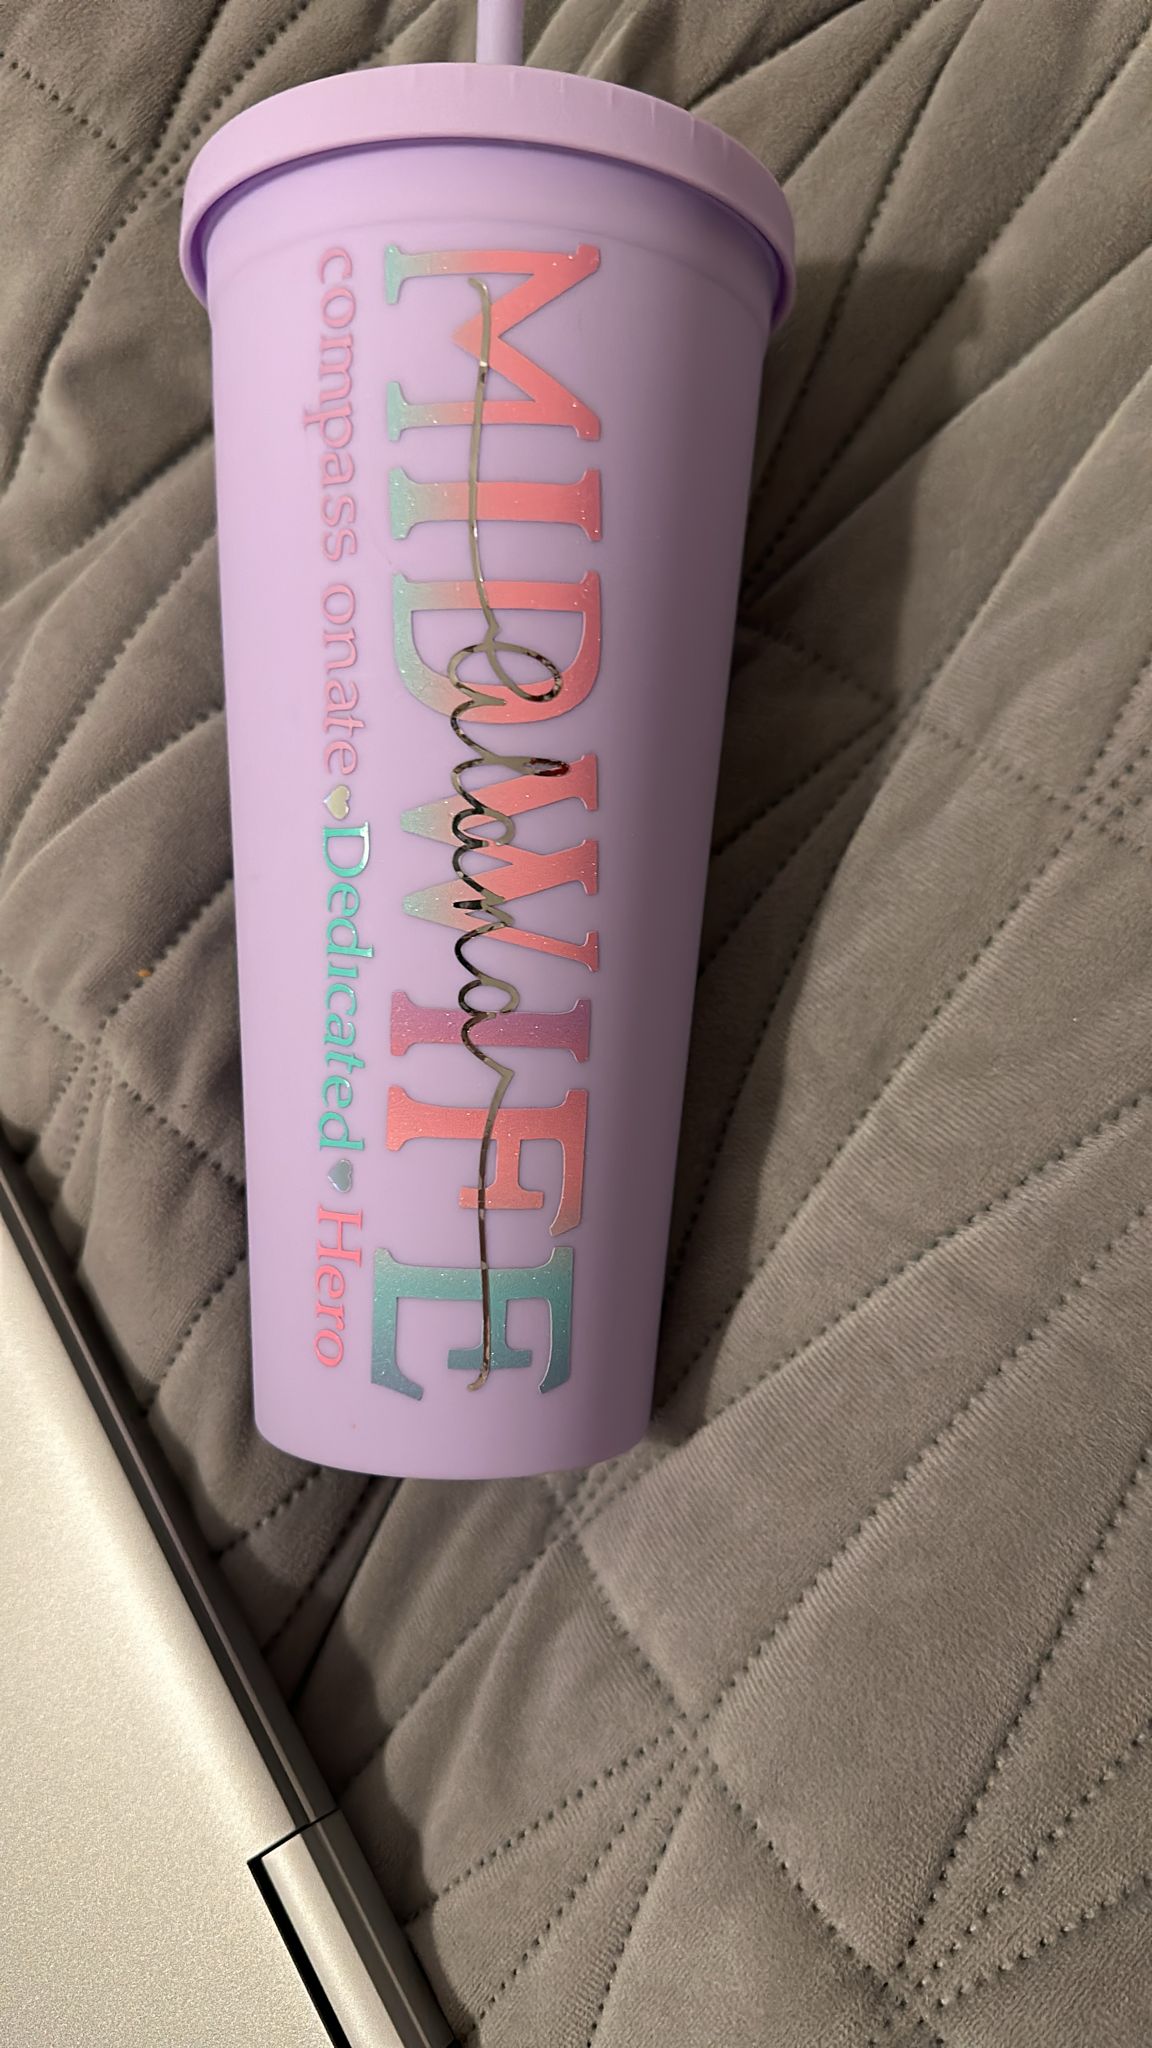 MIDWIFE
compass onate ♥ Dedicated ♥ Hero